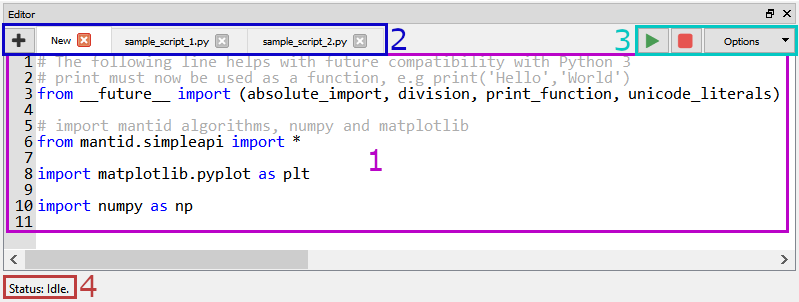 Editor
New sample_script_1.py sample_script_2.py 2 3 Options
1 # The following line helps with future compatibility with Python 3
2 # print must now be used as a function, e.g print('Hello','World')
3 from __future__ import (absolute_import, division, print_function, unicode_literals)
4
5 # import mantid algorithms, numpy and matplotlib
6 from mantid.simpleapi import *
7
1
8 import matplotlib.pyplot as plt
9
10 import numpy as np
11
Status: Idle. 4